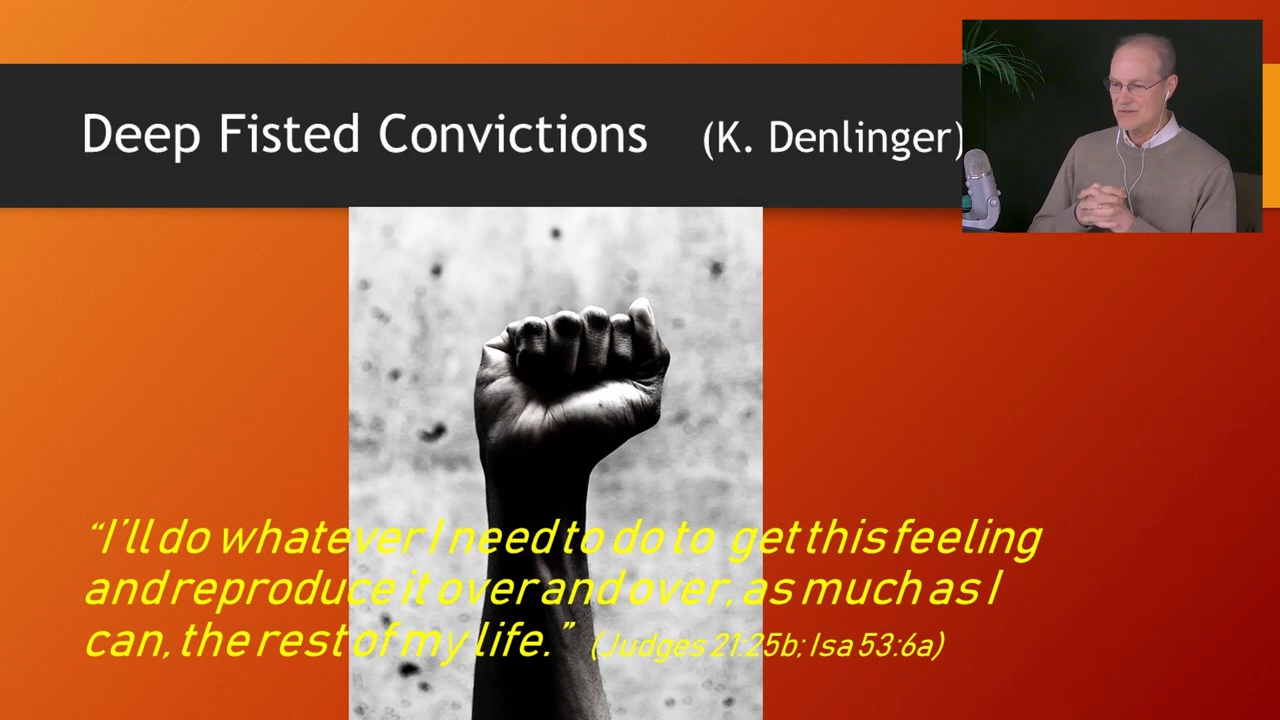 Deep Fisted Convictions (K. Denlinger)
“I'll do whatever I need to do to get this feeling
and reproduce it over and over, as much as I
can, the rest of my life.” (Judges 21:25b; Isa 53:6a)